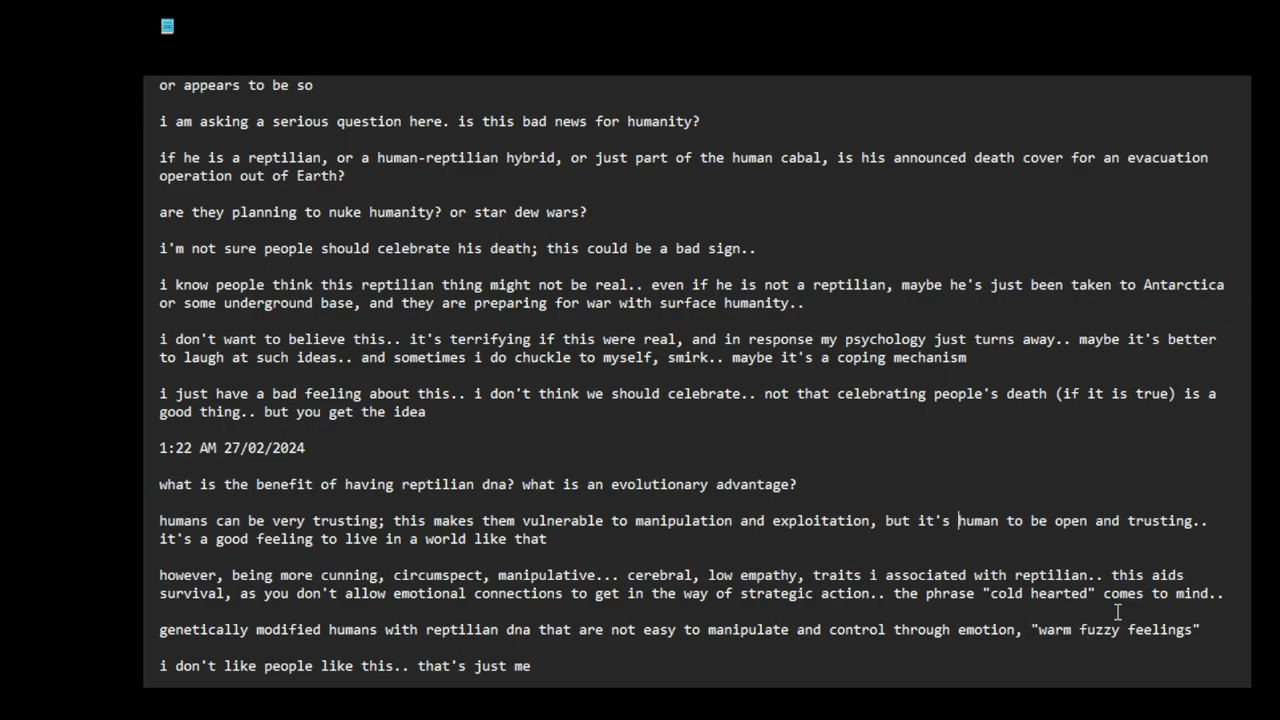 or appears to be so
i am asking a serious question here. is this bad news for humanity?
if he is a reptilian, or a human-reptilian hybrid, or just part of the human cabal, is his announced death cover for an evacuation
operation out of Earth?
are they planning to nuke humanity? or star dew wars?
i'm not sure people should celebrate his death; this could be a bad sign..
i know people think this reptilian thing might not be real.. even if he is not a reptilian, maybe he's just been taken to Antarctica
or some underground base, and they are preparing for war with surface humanity..
i don't want to believe this.. it's terrifying if this were real, and in response my psychology just turns away.. maybe it's better
to laugh at such ideas.. and sometimes i do chuckle to myself, smirk.. maybe it's a coping mechanism
i just have a bad feeling about this.. i don't think we should celebrate.. not that celebrating people's death (if it is true) is a
good thing.. but you get the idea
1:22 AM 27/02/2024
what is the benefit of having reptilian dna? what is an evolutionary advantage?
humans can be very trusting; this makes them vulnerable to manipulation and exploitation, but it's human to be open and trusting..
it's a good feeling to live in a world like that
however, being more cunning, circumspect, manipulative... cerebral, low empathy, traits i associated with reptilian.. this aids
survival, as you don't allow emotional connections to get in the way of strategic action.. the phrase "cold hearted" comes to mind..
genetically modified humans with reptilian dna that are not easy to manipulate and control through emotion, "warm fuzzy feelings"
i don't like people like this.. that's just me